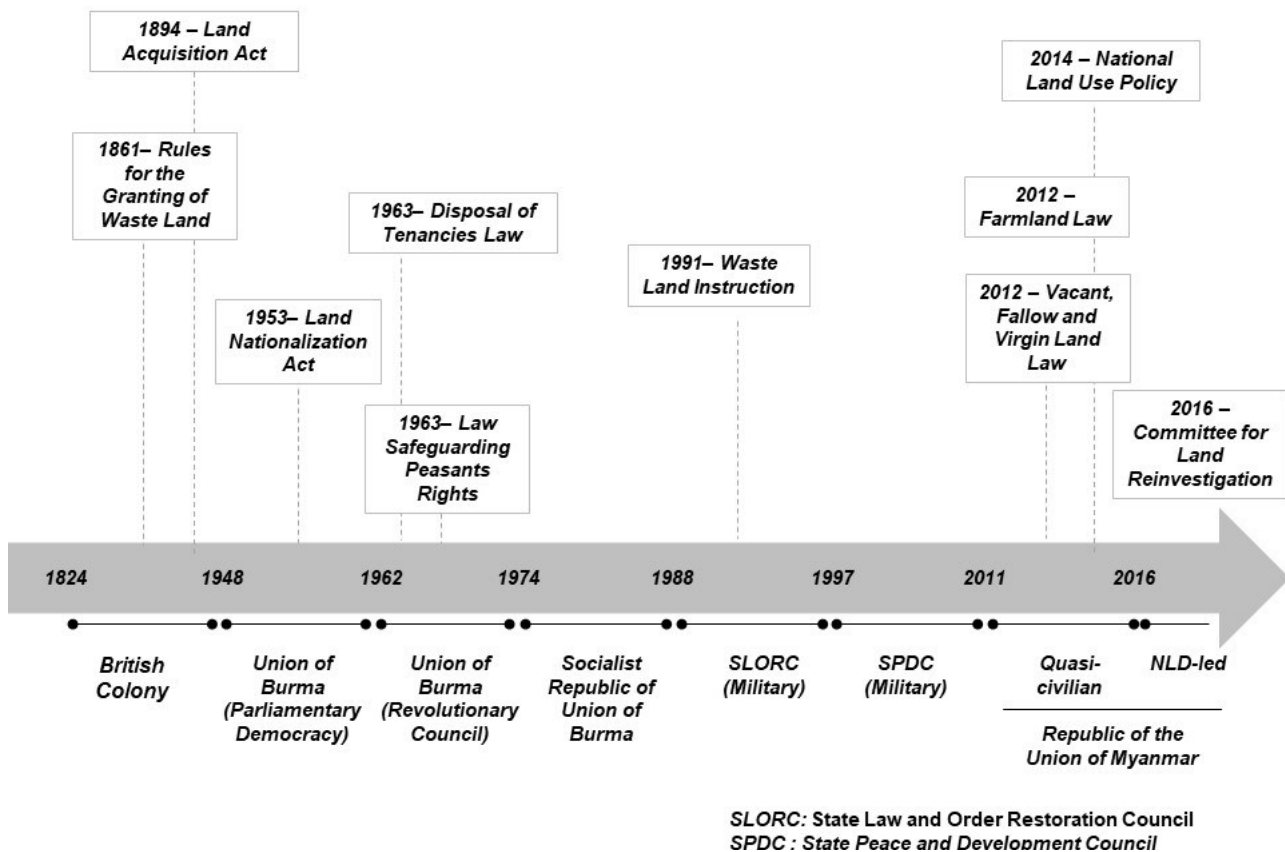 1894 – Land
Acquisition Act
2014 – National
Land Use Policy
1861– Rules
for the
Granting of
Waste Land
1963– Disposal of
Tenancies Law
2012 –
Farmland Law
1991– Waste
Land Instruction
2012 – Vacant,
Fallow and
Virgin Land
Law
1953– Land
Nationalization
Act
1963– Law
Safeguarding
Peasants
Rights
2016 –
Committee for
Land
Reinvestigation
1824 1948 1962 1974 1988 1997 2011 2016
British
Colony
Union of
Burma
(Parliamentary
Democracy)
Union of
Burma
(Revolutionary
Council)
Socialist
Republic of
Union of
Burma
SLORC
(Military)
SPDC
(Military)
Quasi-
civilian
NLD-led
Republic of the
Union of Myanmar
SLORC: State Law and Order Restoration Council
SPDC : State Peace and Development Council